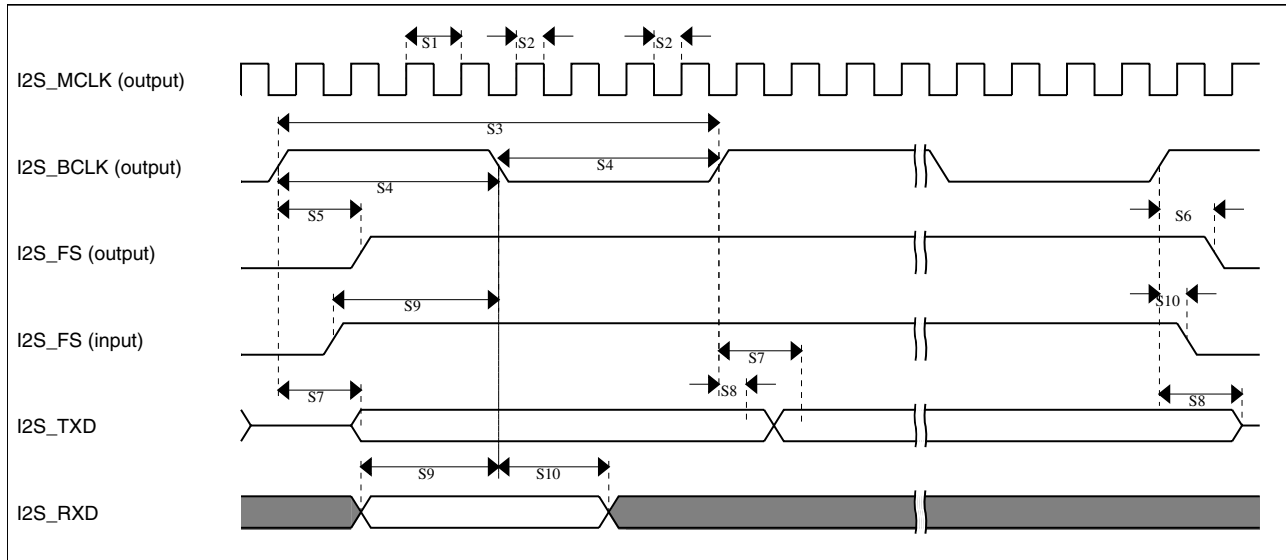 S1
S2
S2
I2S_MCLK (output)
S3
I2S_BCLK (output)
S4
S4
S5
S6
I2S_FS (output)
S9
S10
I2S_FS (input)
S7
S7
S8
S8
I2S_TXD
S9
S10
I2S_RXD